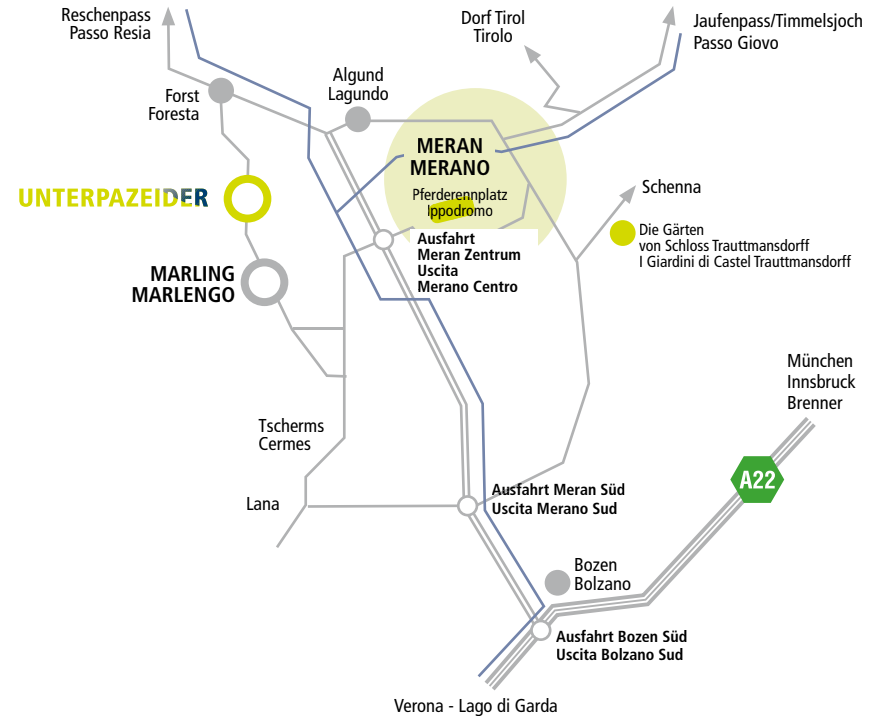 Reschenpass
Passo Resia
Dorf Tirol
Tirolo
Jaufenpass/Timmelsjoch
Passo Giovo
Algund
Lagundo
Forst
Foresta
MERAN
MERANO
Pferderennplatz
Ippodromo
Schenna
UNTERPAZEIDER
Die Gärten
von Schloss Trauttmansdorff
I Giardini di Castel Trauttmansdorff
Ausfahrt
Meran Zentrum
Uscita
Merano Centro
MARLING
MARLENGO
München
Innsbruck
Brenner
Tscherms
Cermes
A22
Lana
Ausfahrt Meran Süd
Uscita Merano Sud
Bozen
Bolzano
Ausfahrt Bozen Süd
Uscita Bolzano Sud
Verona - Lago di Garda